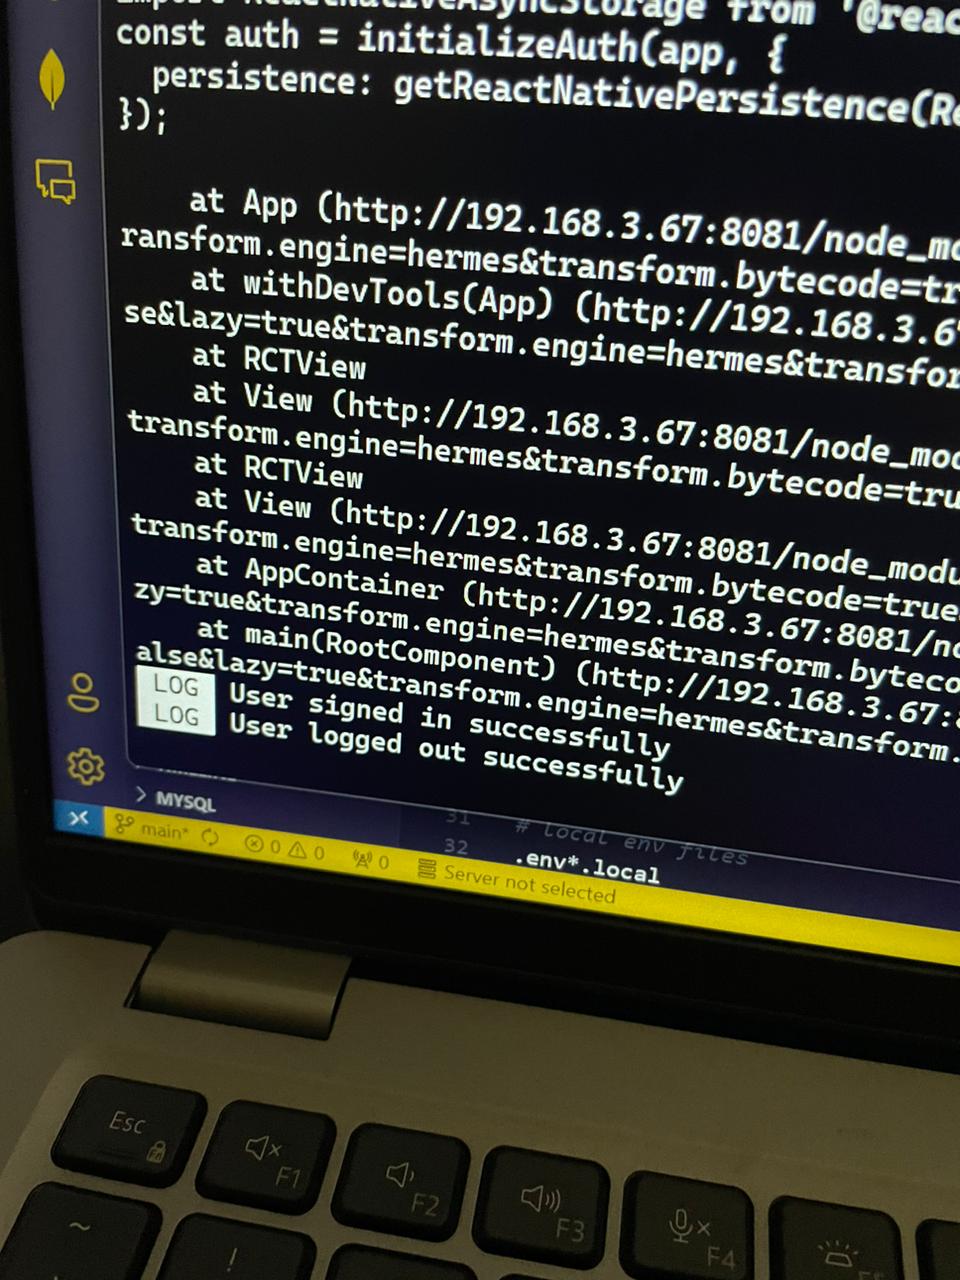 import ReactNativeAsyncStorage from '@reac
const auth = initializeAuth(app, {
persistence: getReactNativePersistence(Re
});
at App (http://192.168.3.67:8081/node_mo
ransform.engine=hermes&transform.bytecode=tr
at withDevTools(App) (http://192.168.3.6
se&lazy=true&transform.engine=hermes&transfor
at RCTView
at View (http://192.168.3.67:8081/node_mod
transform.engine=hermes&transform.bytecode=tru
at RCTView
at View (http://192.168.3.67:8081/node_modu
transform.engine=hermes&transform.bytecode=true
at AppContainer (http://192.168.3.67:8081/no
zy=true&transform.engine=hermes&transform.byteco
at main(RootComponent) (http://192.168.3.67:8
alse&lazy=true&transform.engine=hermes&transform.
LOG User signed in successfully
LOG User logged out successfully
> MYSQL
31 # local env files
32 .env*.local
main* 0 0 0 Server not selected
Esc F1 F2 F3 F4
~ !